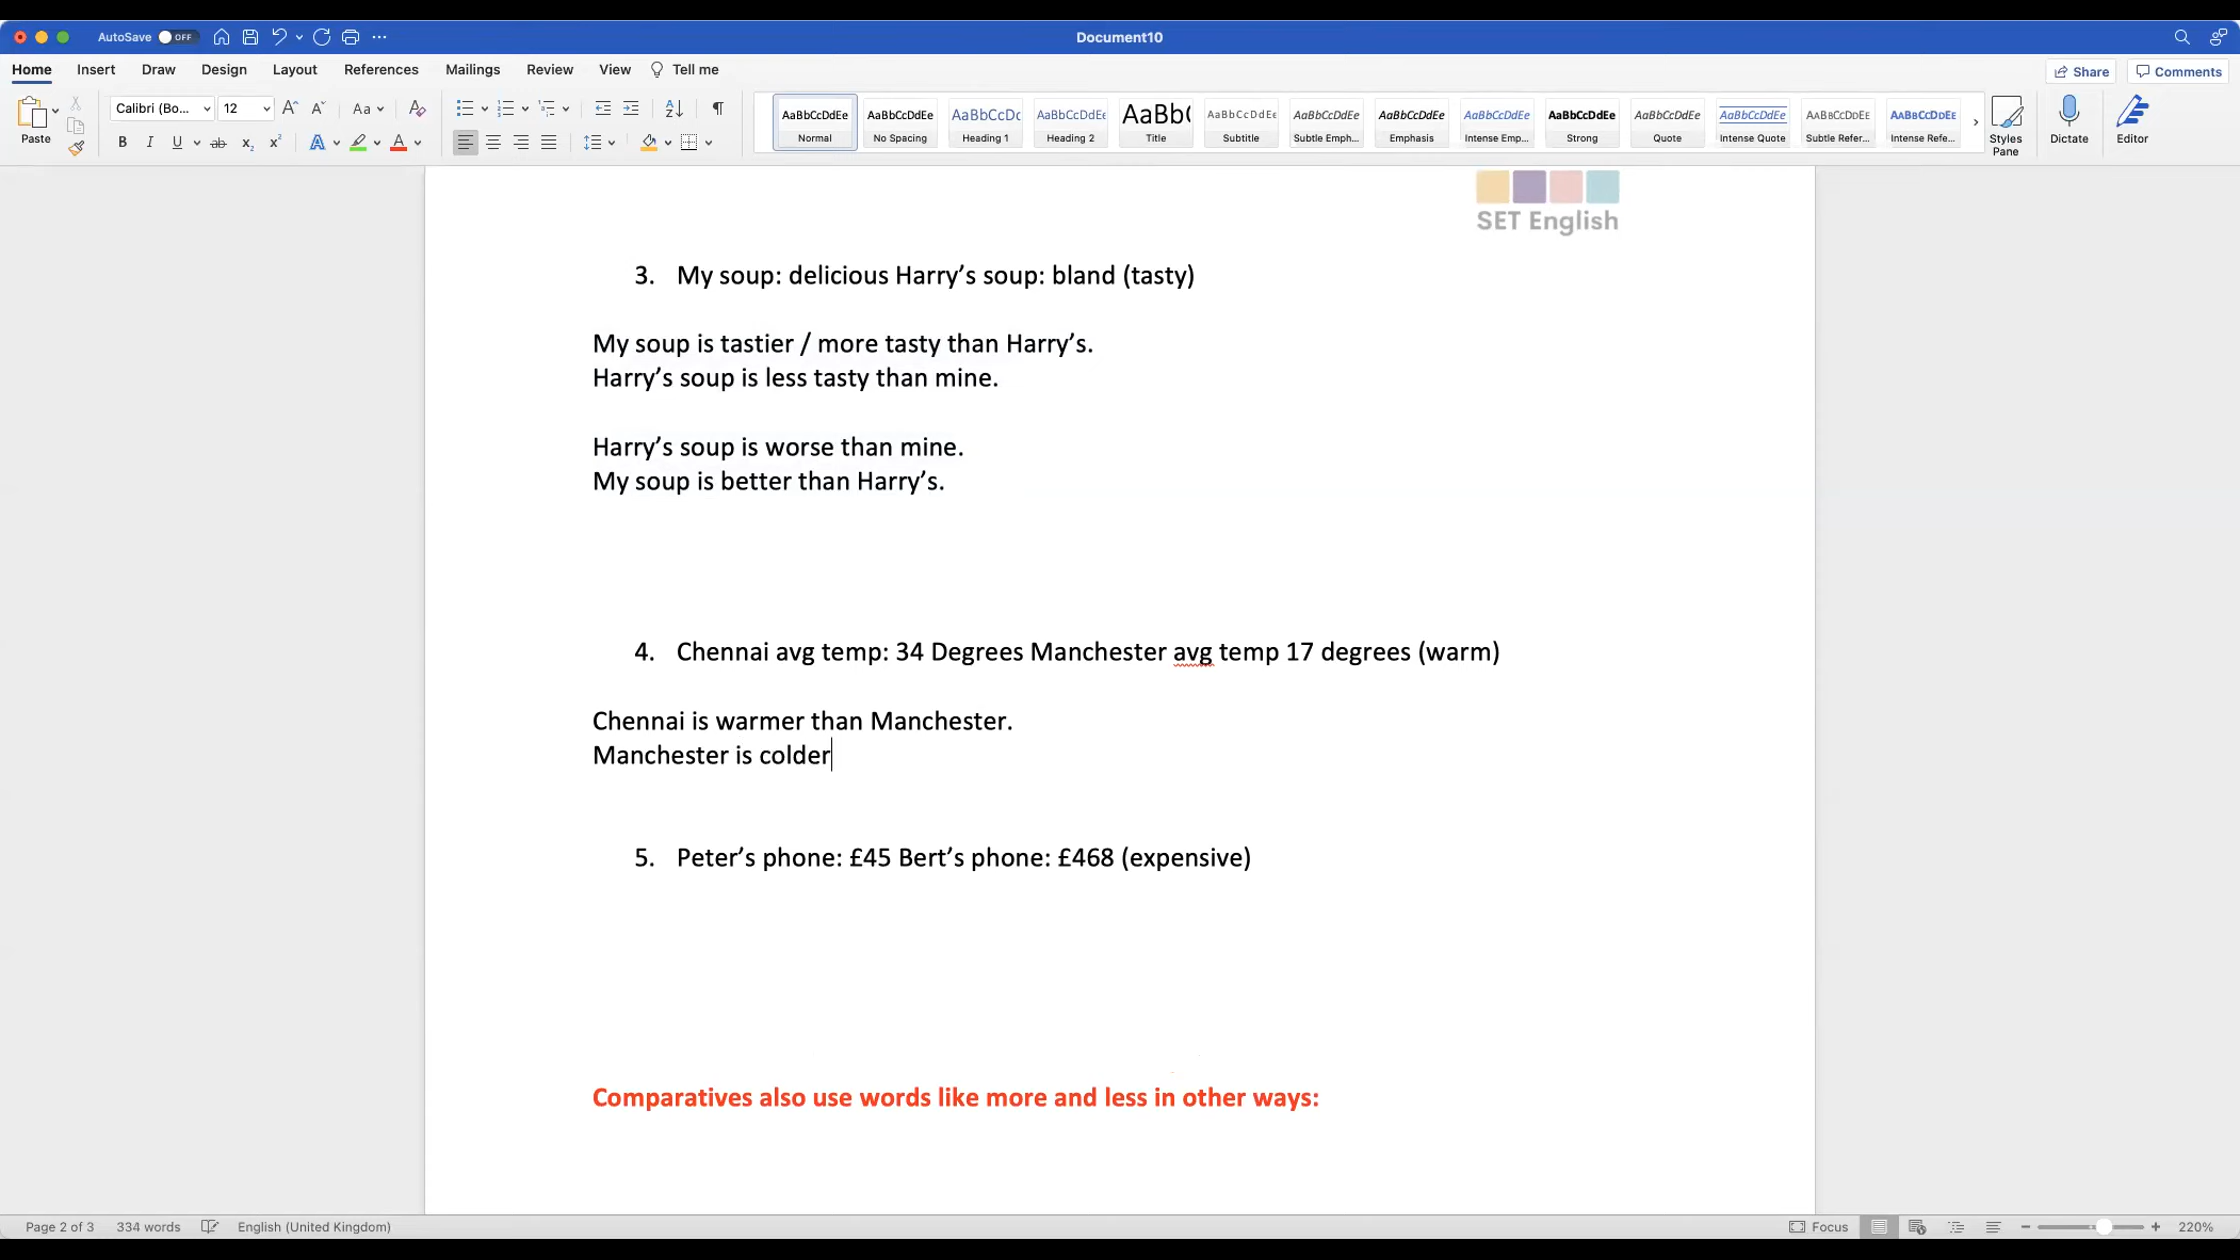 AutoSave OFF
Document10
Home Insert Draw Design Layout References Mailings Review View Tell me
Share Comments
Paste
Calibri (Bo... 12
AaBbCcDdEe AaBbCcDdEe AaBbCcDc AaBbCcDdEe AaBb( AaBbCcDdEe AaBbCcDdEe AaBbCcDdEe AaBbCcDdEe AaBbCcDdEe AaBbCcDdEe AaBbCcDdEe AaBbCcDdEe AaBbCcDdEe
Normal No Spacing Heading 1 Heading 2 Title Subtitle Subtle Emph... Emphasis Intense Emp... Strong Quote Intense Quote Subtle Refer... Intense Refe...
Styles Pane
Dictate
Editor
SET English
3. My soup: delicious Harry’s soup: bland (tasty)
My soup is tastier / more tasty than Harry’s.
Harry’s soup is less tasty than mine.
Harry’s soup is worse than mine.
My soup is better than Harry’s.
4. Chennai avg temp: 34 Degrees Manchester avg temp 17 degrees (warm)
Chennai is warmer than Manchester.
Manchester is colder
5. Peter’s phone: £45 Bert’s phone: £468 (expensive)
Comparatives also use words like more and less in other ways:
Page 2 of 3 334 words English (United Kingdom) Focus 220%